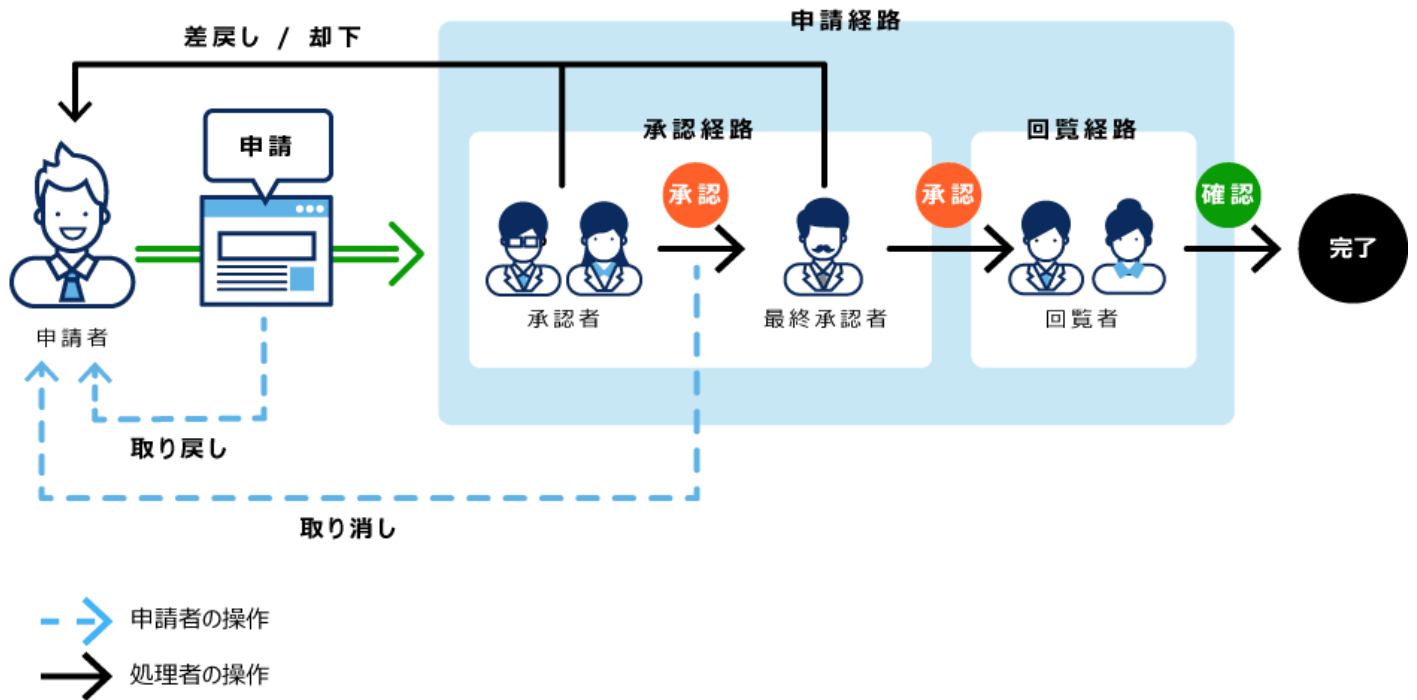 申請経路
差戻し / 却下
承認経路
回覧経路
申請
承認
承認
確認
完了
申請者
承認者
最終承認者
回覧者
取り戻し
取り消し
申請者の操作
処理者の操作